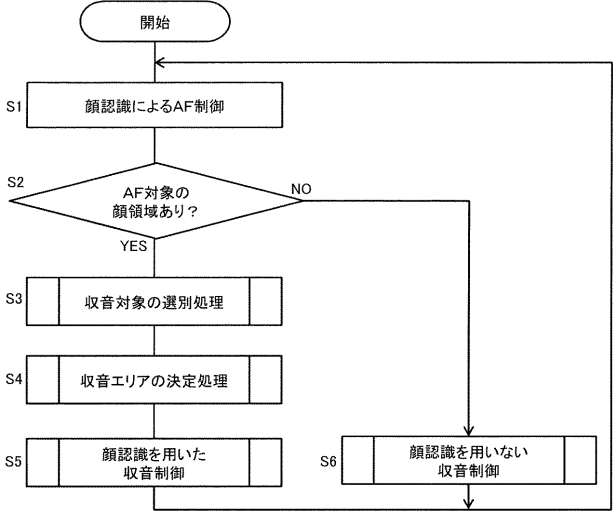 開始
S1
顔認識によるAF制御
S2
AF対象の
顔領域あり？
NO
YES
S3
収音対象の選別処理
S4
収音エリアの決定処理
S5
顔認識を用いた
収音制御
S6
顔認識を用いない
収音制御